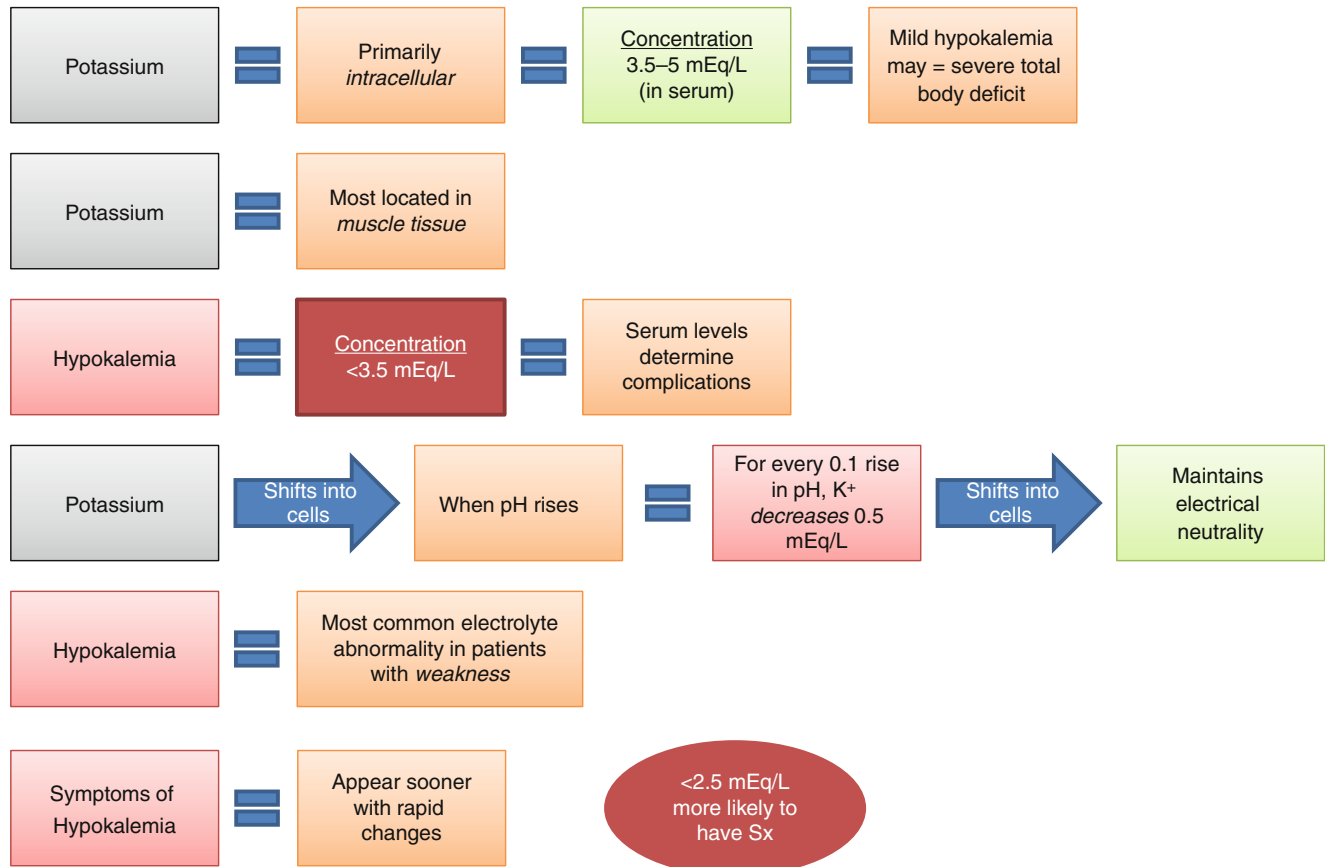 Potassium
Primarily
intracellular
Concentration
3.5–5 mEq/L
(in serum)
Mild hypokalemia
may = severe total
body deficit
Potassium
Most located in
muscle tissue
Hypokalemia
Concentration
<3.5 mEq/L
Serum levels
determine
complications
Potassium
Shifts into
cells
When pH rises
For every 0.1 rise
in pH, K⁺
decreases 0.5
mEq/L
Shifts into
cells
Maintains
electrical
neutrality
Hypokalemia
Most common electrolyte
abnormality in patients
with weakness
Symptoms of
Hypokalemia
Appear sooner
with rapid
changes
<2.5 mEq/L
more likely to
have Sx